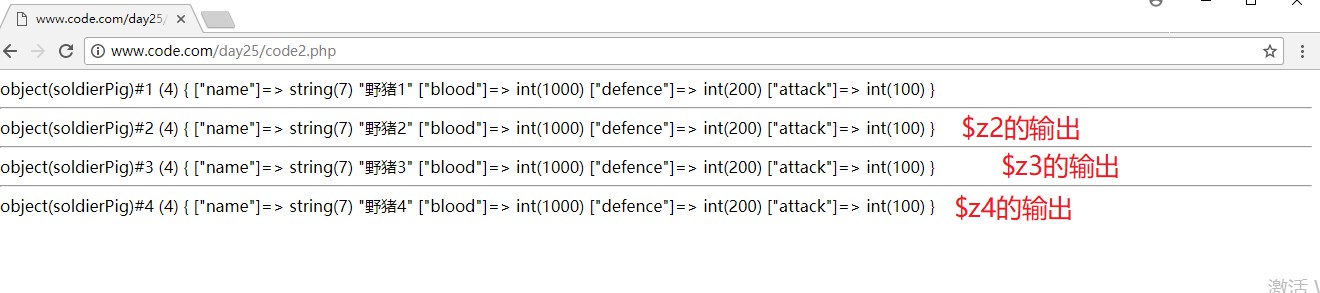 www.code.com/day25/
www.code.com/day25/code2.php
object(soldierPig)#1 (4) { ["name"]=> string(7) "野猪1" ["blood"]=> int(1000) ["defence"]=> int(200) ["attack"]=> int(100) }
object(soldierPig)#2 (4) { ["name"]=> string(7) "野猪2" ["blood"]=> int(1000) ["defence"]=> int(200) ["attack"]=> int(100) } $z2的输出
object(soldierPig)#3 (4) { ["name"]=> string(7) "野猪3" ["blood"]=> int(1000) ["defence"]=> int(200) ["attack"]=> int(100) } $z3的输出
object(soldierPig)#4 (4) { ["name"]=> string(7) "野猪4" ["blood"]=> int(1000) ["defence"]=> int(200) ["attack"]=> int(100) } $z4的输出
激活